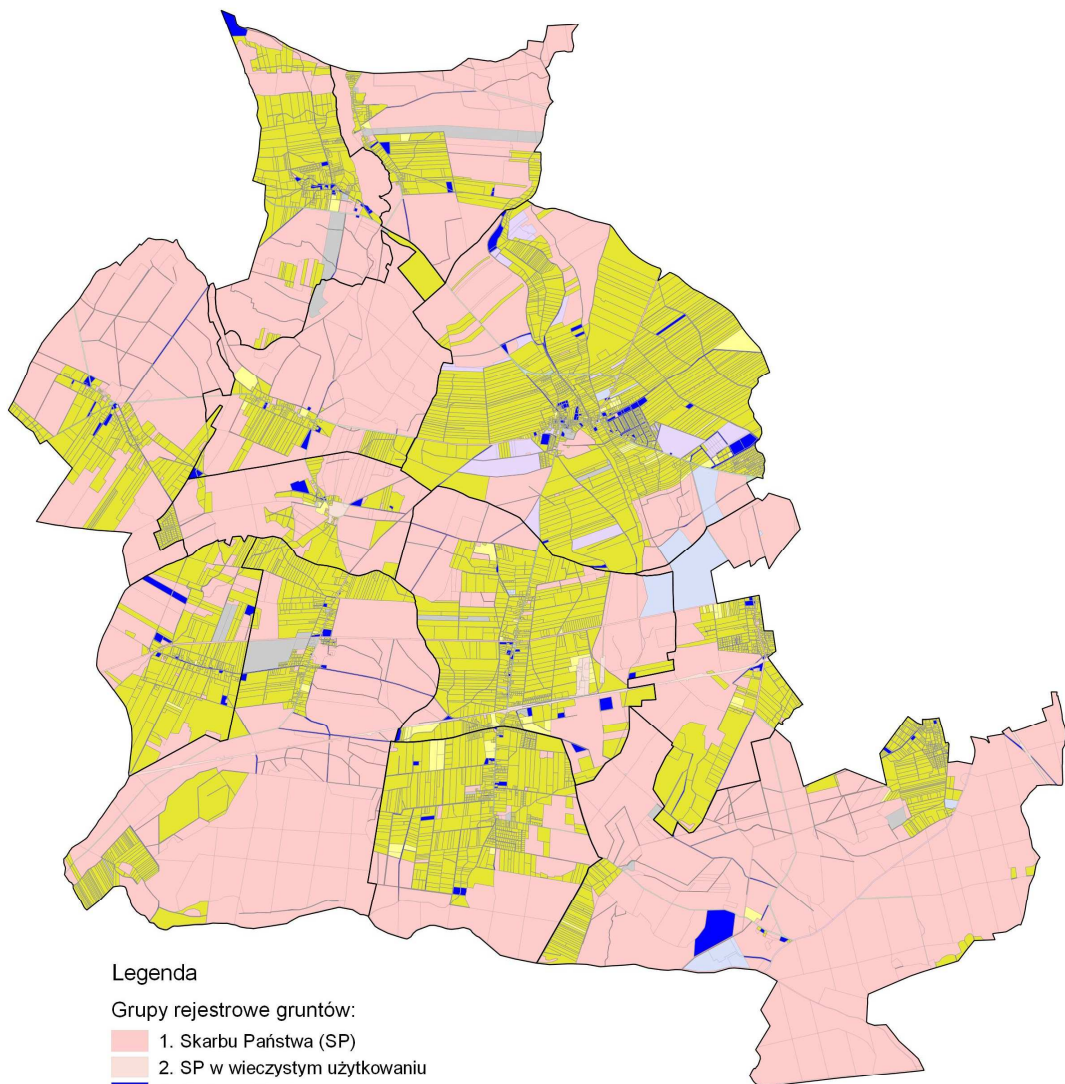 Legenda
Grupy rejestrowe gruntów:
1. Skarbu Państwa (SP)
2. SP w wieczystym użytkowaniu